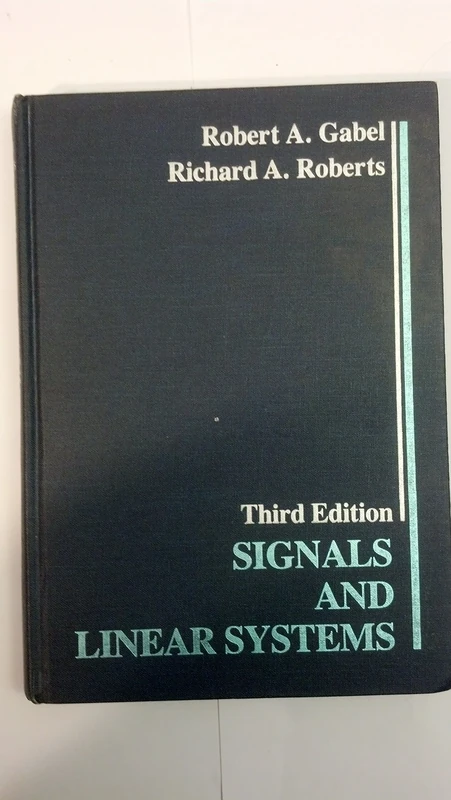 Robert A. Gabel
Richard A. Roberts
Third Edition
SIGNALS
AND
LINEAR SYSTEMS